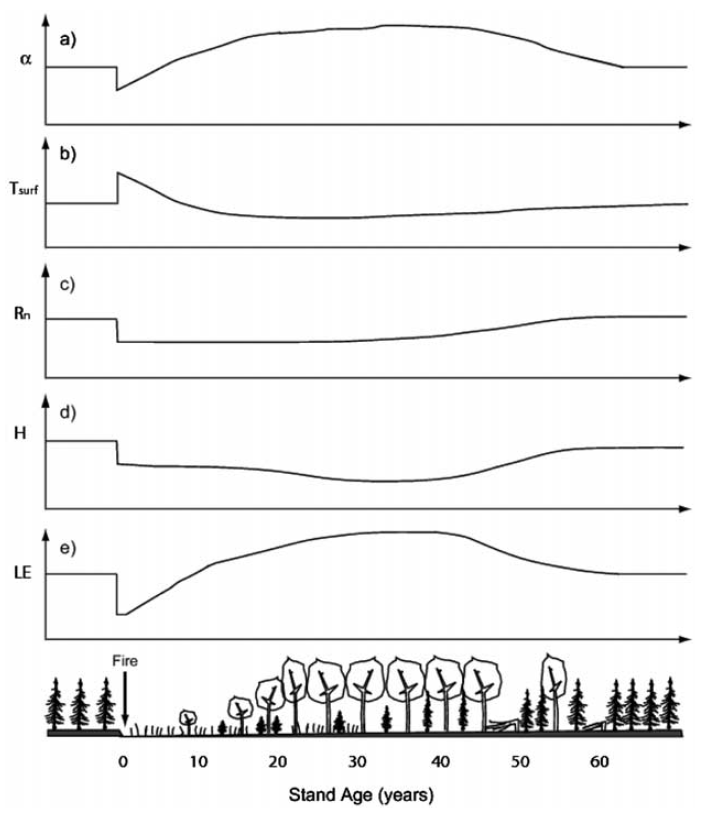 a)
α
b)
Tsurf
c)
Rn
d)
H
e)
LE
Fire
0 10 20 30 40 50 60
Stand Age (years)